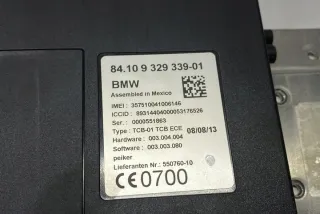 84.10 9 329 339-01
BMW
Assembled in Mexico
IMEI : 357510041006146
ICCID : 89314404000053176526
Ser.: 0009551863
Type : TCB-01 TCB ECE 08/08/13
Hardware : 003.004.004
Software : 003.003.080
peiker
Lieferanten Nr.: 550760-10
CE0700